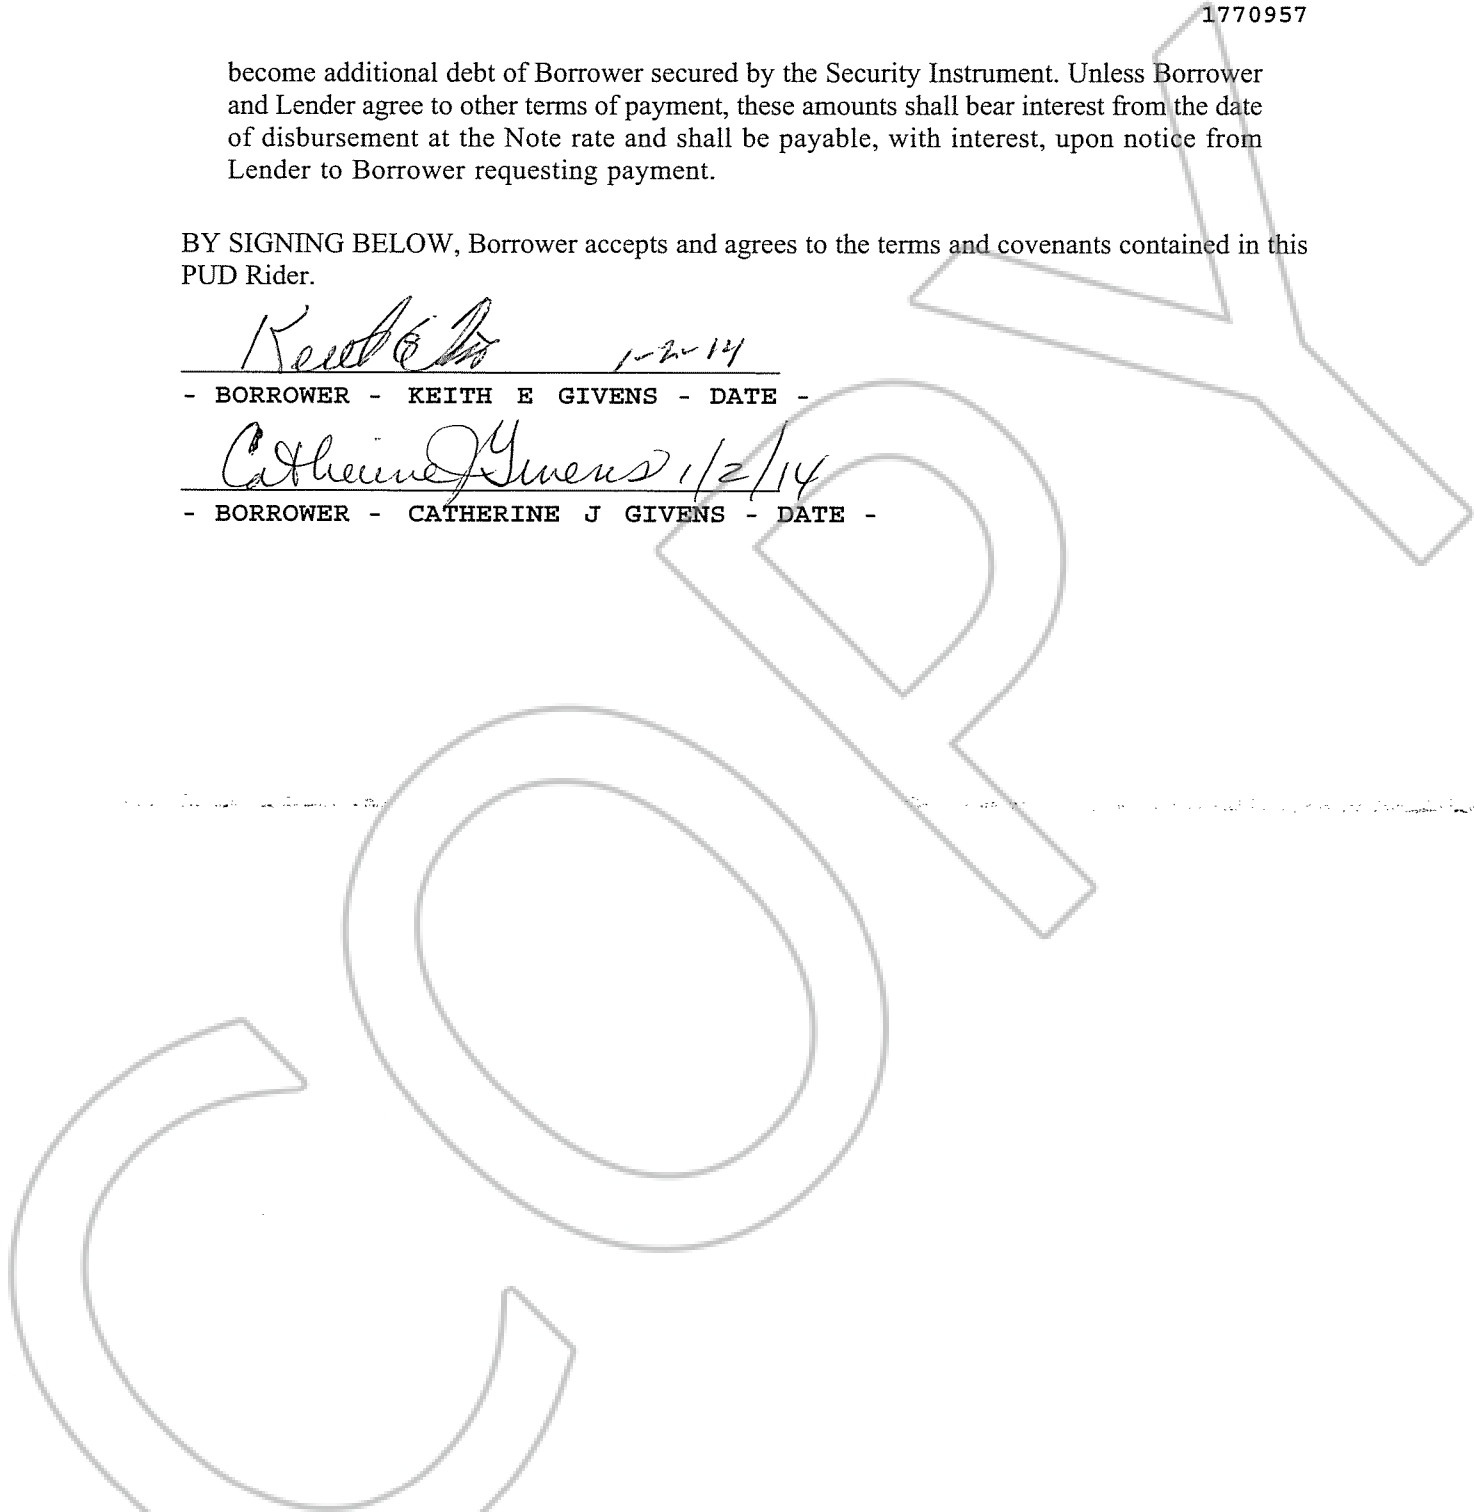 1770957
become additional debt of Borrower secured by the Security Instrument. Unless Borrower
and Lender agree to other terms of payment, these amounts shall bear interest from the date
of disbursement at the Note rate and shall be payable, with interest, upon notice from
Lender to Borrower requesting payment.
BY SIGNING BELOW, Borrower accepts and agrees to the terms and covenants contained in this
PUD Rider.
1-2-14
- BORROWER - KEITH E GIVENS - DATE -
Catherine J Givens 1/2/14
- BORROWER - CATHERINE J GIVENS - DATE -
COPY